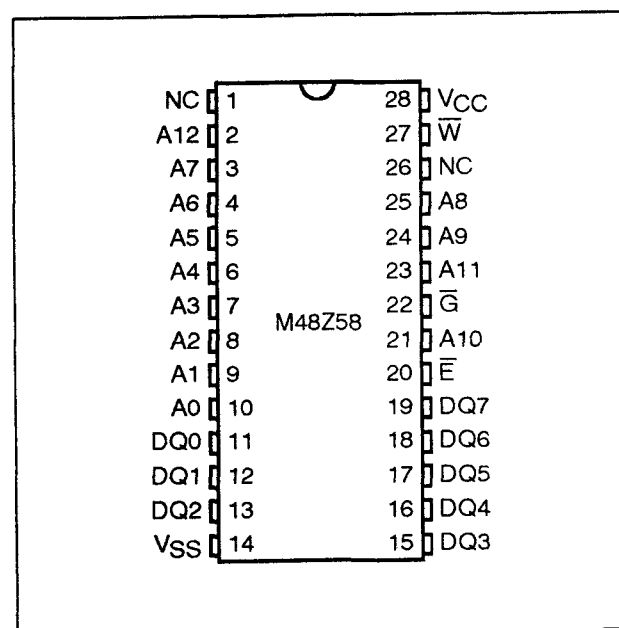 NC 1 28 VCC
A12 2 27 W̅
A7 3 26 NC
A6 4 25 A8
A5 5 24 A9
A4 6 23 A11
A3 7 22 G̅
M48Z58
A2 8 21 A10
A1 9 20 E̅
A0 10 19 DQ7
DQ0 11 18 DQ6
DQ1 12 17 DQ5
DQ2 13 16 DQ4
VSS 14 15 DQ3